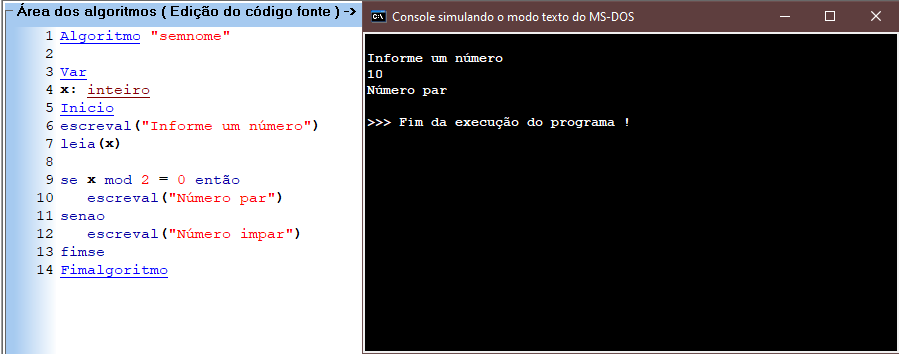 Área dos algoritmos ( Edição do código fonte ) ->
1 Algoritmo "semnome"
2
3 Var
4 x: inteiro
5 Inicio
6 escreval("Informe um número")
7 leia(x)
8
9 se x mod 2 = 0 então
10 escreval("Número par")
11 senao
12 escreval("Número impar")
13 fimse
14 Fimalgoritmo
C:\ Console simulando o modo texto do MS-DOS
Informe um número
10
Número par
>>> Fim da execução do programa !